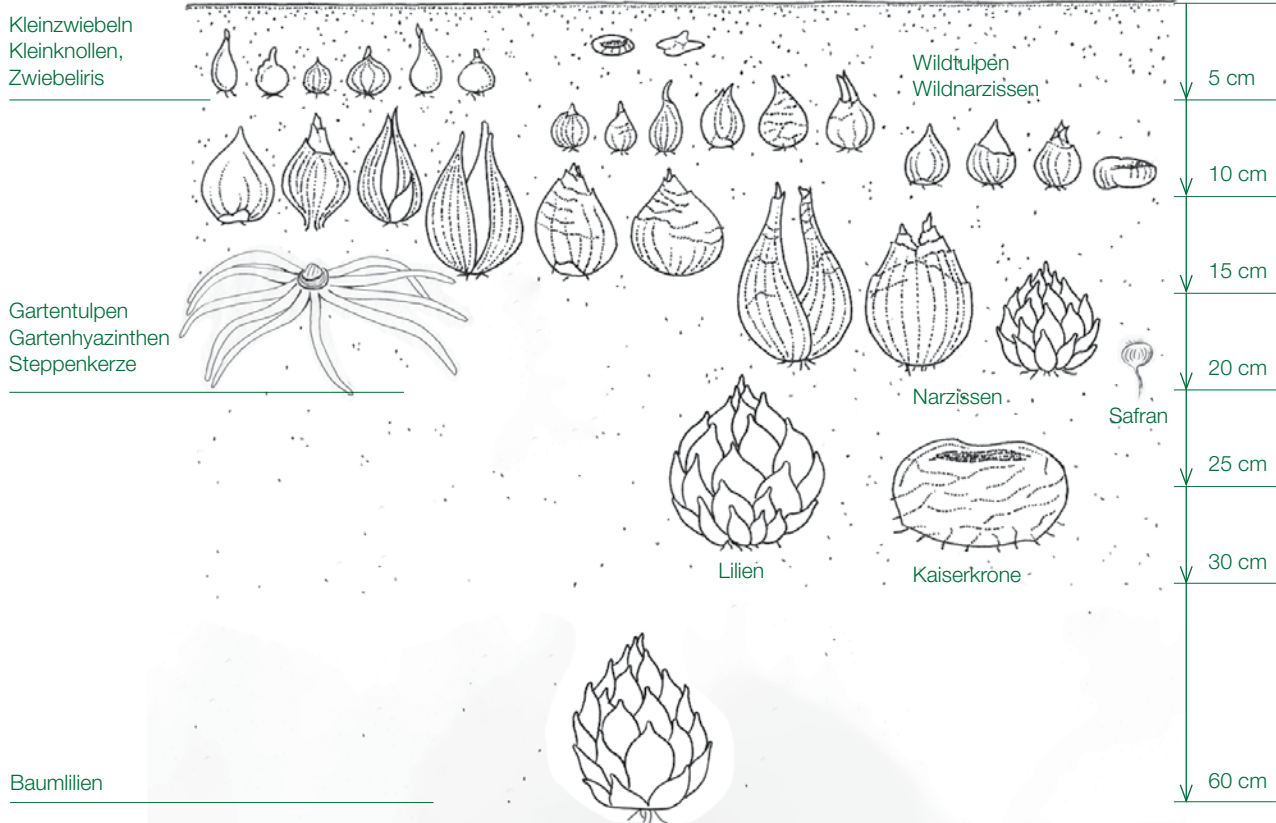 Kleinzwiebeln
Kleinknollen,
Zwiebeliris
Wildtulpen
Wildnarzissen
5 cm
10 cm
15 cm
Gartentulpen
Gartenhyazinthen
Steppenkerze
20 cm
Narzissen
Safran
25 cm
30 cm
Lilien
Kaiserkrone
Baumlilien
60 cm